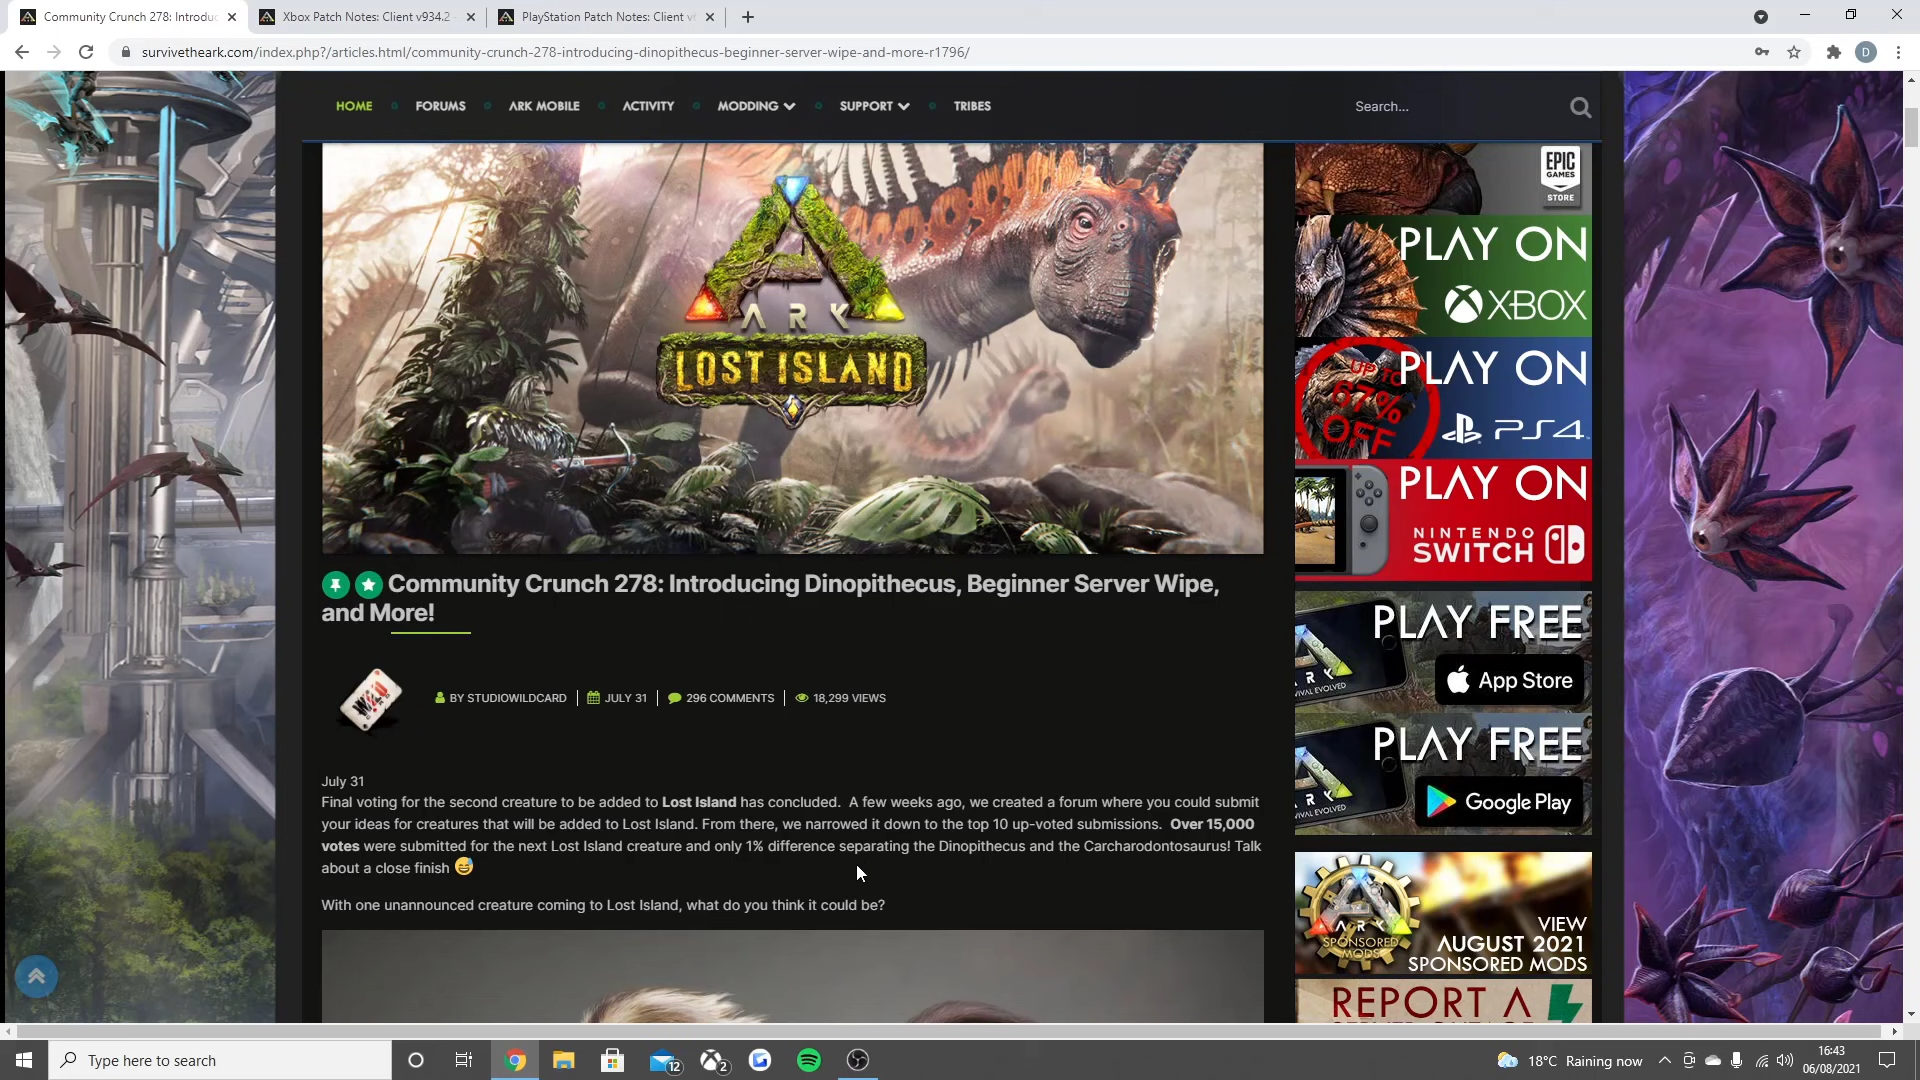 Community Crunch 278: Introduc
Xbox Patch Notes: Client v934.2
PlayStation Patch Notes: Client v
survivetheark.com/index.php?/articles.html/community-crunch-278-introducing-dinopithecus-beginner-server-wipe-and-more-r1796/
D
HOME FORUMS ARK MOBILE ACTIVITY MODDING SUPPORT TRIBES Search...
ARK
LOST ISLAND
EPIC
GAMES
STORE
PLAY ON
XBOX
UP TO
67%
OFF
PLAY ON
PS4
PLAY ON
NINTENDO
SWITCH
PLAY FREE
App Store
PLAY FREE
Google Play
ARK
SPONSORED
MODS
VIEW
AUGUST 2021
SPONSORED MODS
REPORT A
Community Crunch 278: Introducing Dinopithecus, Beginner Server Wipe,
and More!
BY STUDIOWILDCARD JULY 31 296 COMMENTS 18,299 VIEWS
July 31
Final voting for the second creature to be added to Lost Island has concluded. A few weeks ago, we created a forum where you could submit
your ideas for creatures that will be added to Lost Island. From there, we narrowed it down to the top 10 up-voted submissions. Over 15,000
votes were submitted for the next Lost Island creature and only 1% difference separating the Dinopithecus and the Carcharodontosaurus! Talk
about a close finish 😅
With one unannounced creature coming to Lost Island, what do you think it could be?
Type here to search
12
2
18°C Raining now
16:43
06/08/2021